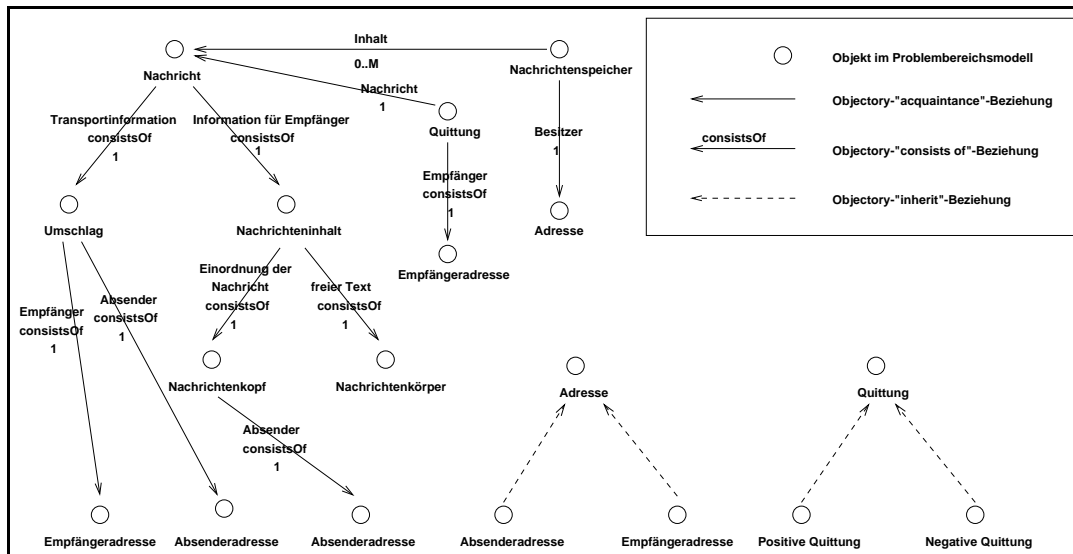 Inhalt
0..M
Nachricht
Nachrichtenspeicher
Nachricht
1
Quittung
Transportinformation
consistsOf
1
Information für Empfänger
consistsOf
1
Empfänger
consistsOf
1
Besitzer
1
Umschlag
Nachrichteninhalt
Adresse
Empfängeradresse
Empfänger
consistsOf
1
Absender
consistsOf
1
Einordnung der
Nachricht
consistsOf
1
freier Text
consistsOf
1
Nachrichtenkopf
Nachrichtenkörper
Absender
consistsOf
1
Empfängeradresse
Absenderadresse
Absenderadresse
Adresse
Absenderadresse
Empfängeradresse
Quittung
Positive Quittung
Negative Quittung
Objekt im Problembereichsmodell
Objectory-"acquaintance"-Beziehung
consistsOf
Objectory-"consists of"-Beziehung
Objectory-"inherit"-Beziehung